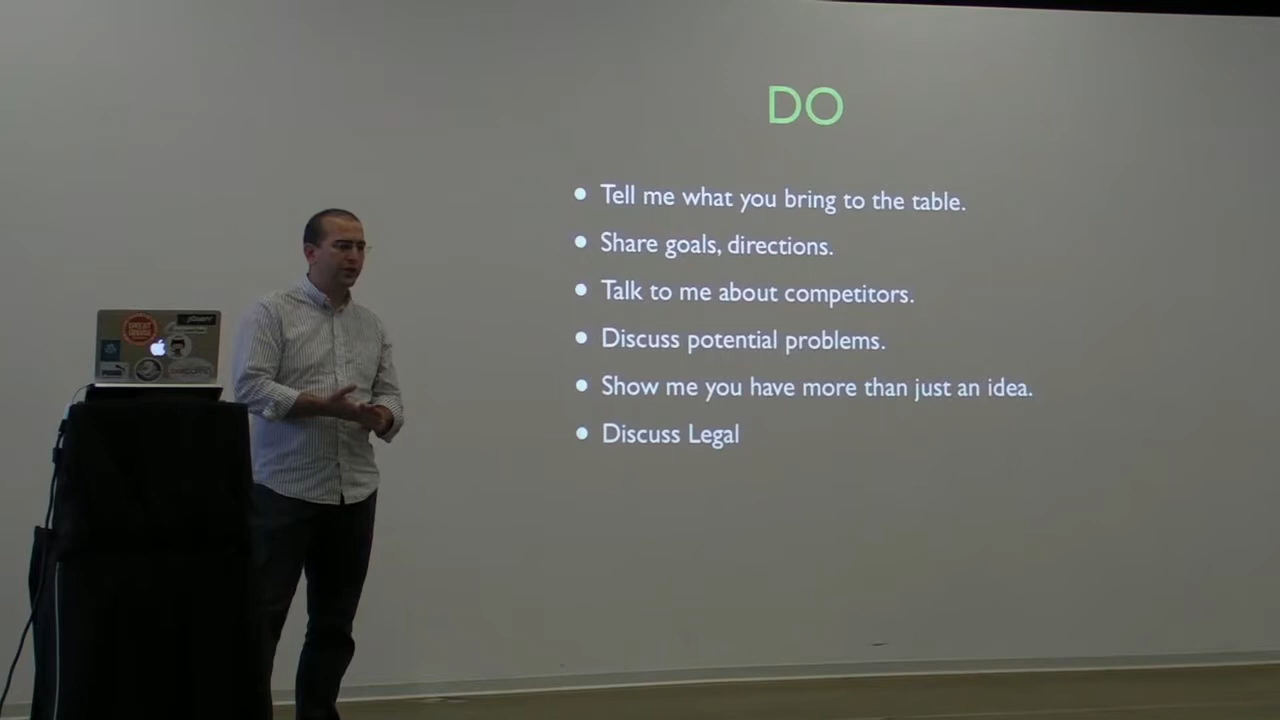 DO
Tell me what you bring to the table.
Share goals, directions.
Talk to me about competitors.
Discuss potential problems.
Show me you have more than just an idea.
Discuss Legal